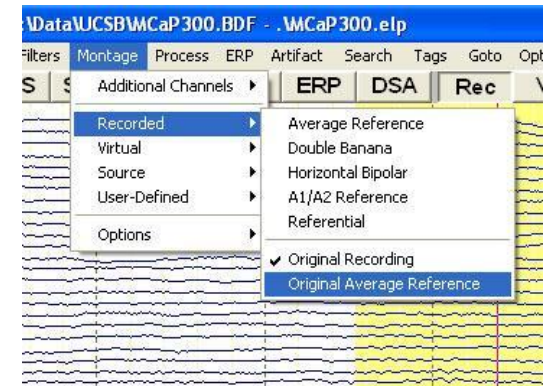 :\Data\UCSB\MCaP300.BDF - .\MCaP300.elp
Filters Montage Process ERP Artifact Search Tags Goto Opt
S S ERP DSA Rec V
Additional Channels
Recorded
Virtual
Source
User-Defined
Options
Average Reference
Double Banana
Horizontal Bipolar
A1/A2 Reference
Referential
Original Recording
Original Average Reference